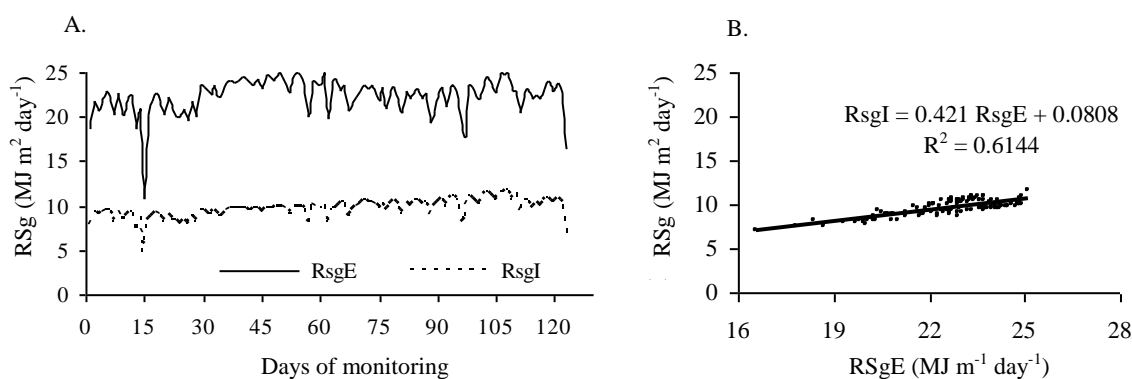 A.
RSg (MJ m² day⁻¹)
25
20
15
10
5
0
0 15 30 45 60 75 90 105 120
RsgE RsgI
Days of monitoring
B.
RSg (MJ m² day⁻¹)
25
20
15
10
5
0
RsgI = 0.421 RsgE + 0.0808
R² = 0.6144
16 19 22 25 28
RSgE (MJ m⁻¹ day⁻¹)